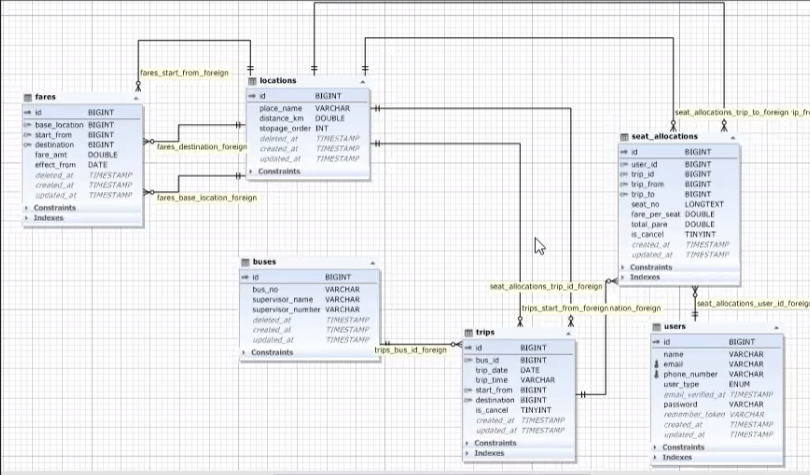 fares_start_from_foreign
fares
id BIGINT
base_location BIGINT
start_from BIGINT
destination BIGINT
fare_amt DOUBLE
effect_from DATE
deleted_at TIMESTAMP
created_at TIMESTAMP
updated_at TIMESTAMP
Constraints
Indexes
fares_destination_foreign
fares_base_location_foreign
locations
id BIGINT
place_name VARCHAR
distance_km DOUBLE
stopage_order INT
deleted_at TIMESTAMP
created_at TIMESTAMP
updated_at TIMESTAMP
Constraints
seat_allocations_trip_to_foreign
seat_allocations
id BIGINT
user_id BIGINT
trip_id BIGINT
trip_from BIGINT
trip_to BIGINT
seat_no LONGTEXT
fare_per_seat DOUBLE
total_pare DOUBLE
is_cancel TINYINT
created_at TIMESTAMP
updated_at TIMESTAMP
Constraints
Indexes
buses
id BIGINT
bus_no VARCHAR
supervisor_name VARCHAR
supervisor_number VARCHAR
deleted_at TIMESTAMP
created_at TIMESTAMP
updated_at TIMESTAMP
Constraints
seat_allocations_trip_id_foreign
trips_start_from_foreign nation_foreign
seat_allocations_user_id_foreig
trips_bus_id_foreign
trips
id BIGINT
bus_id BIGINT
trip_date DATE
trip_time VARCHAR
start_from BIGINT
destination BIGINT
is_cancel TINYINT
created_at TIMESTAMP
updated_at TIMESTAMP
Constraints
Indexes
users
id BIGINT
name VARCHAR
email VARCHAR
phone_number VARCHAR
user_type ENUM
email_verified_at TIMESTAMP
password VARCHAR
remember_token VARCHAR
created_at TIMESTAMP
updated_at TIMESTAMP
Constraints
Indexes